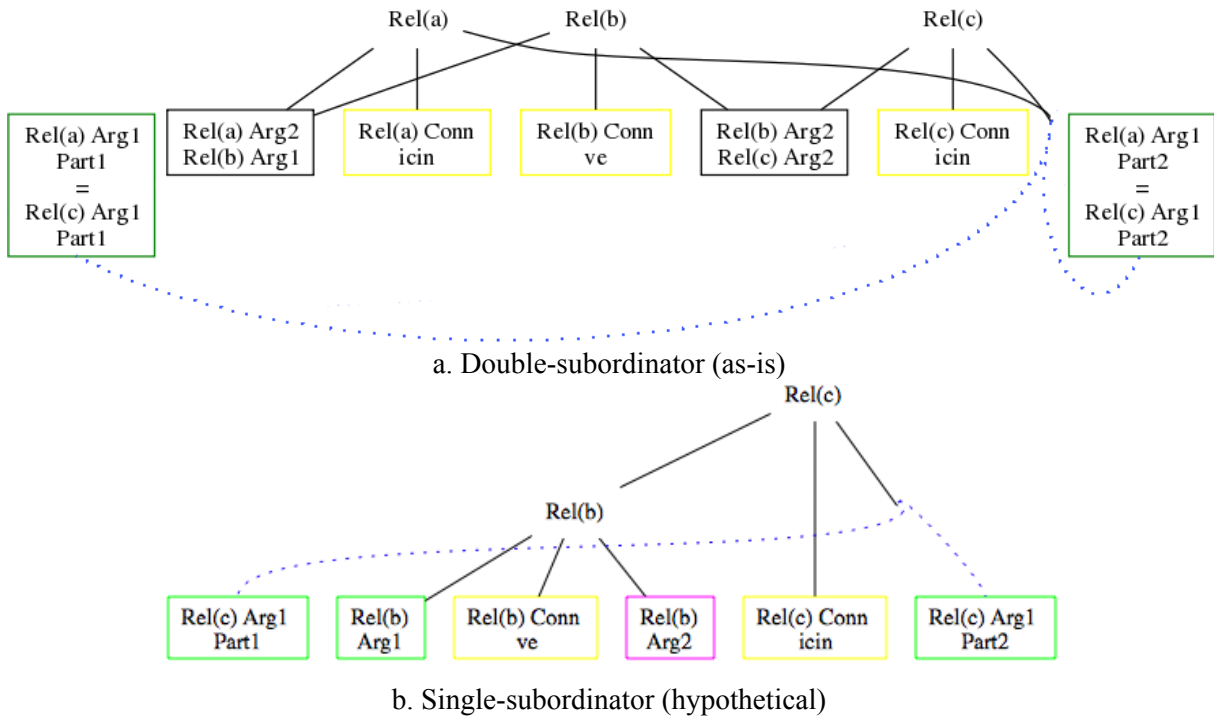 Rel(a)
Rel(b)
Rel(c)
Rel(a) Arg1
Part1
=
Rel(c) Arg1
Part1
Rel(a) Arg2
Rel(b) Arg1
Rel(a) Conn
icin
Rel(b) Conn
ve
Rel(b) Arg2
Rel(c) Arg2
Rel(c) Conn
icin
Rel(a) Arg1
Part2
=
Rel(c) Arg1
Part2
a. Double-subordinator (as-is)
Rel(c)
Rel(b)
Rel(c) Arg1
Part1
Rel(b)
Arg1
Rel(b) Conn
ve
Rel(b)
Arg2
Rel(c) Conn
icin
Rel(c) Arg1
Part2
b. Single-subordinator (hypothetical)